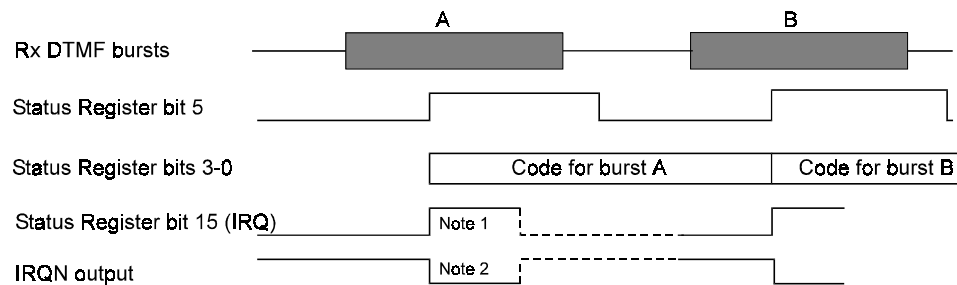 A B
Rx DTMF bursts
Status Register bit 5
Status Register bits 3-0 Code for burst A Code for burst B
Status Register bit 15 (IRQ) Note 1
IRQN output Note 2